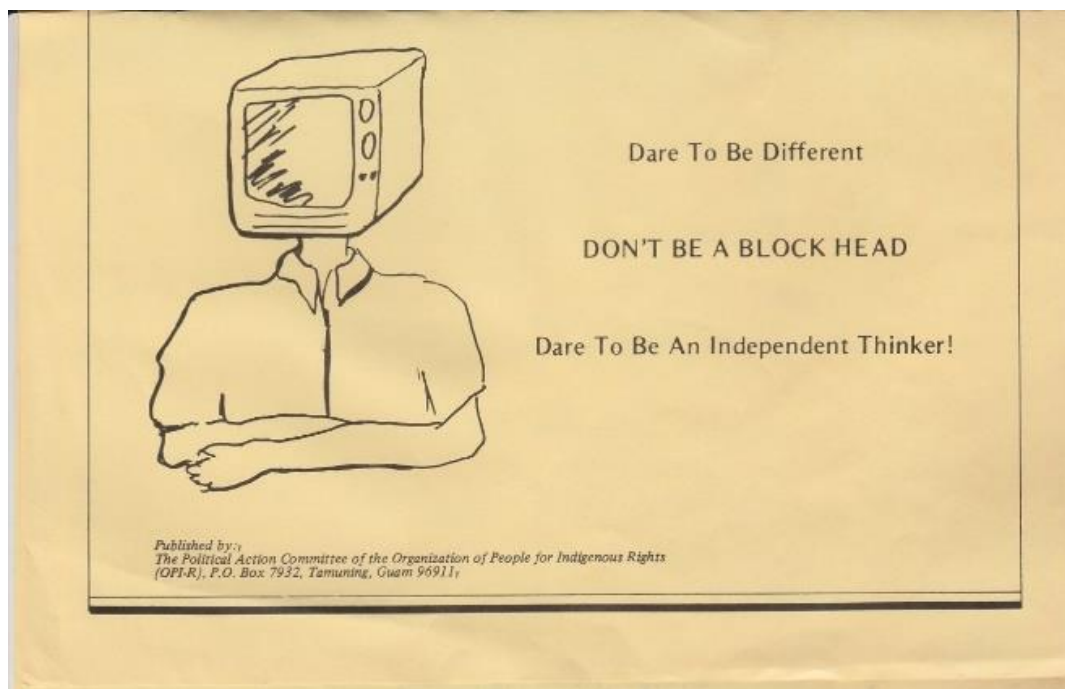 Dare To Be Different
DON'T BE A BLOCK HEAD
Dare To Be An Independent Thinker!
Published by:,
The Political Action Committee of the Organization of People for Indigenous Rights
(OPI-R), P.O. Box 7932, Tamuning, Guam 96911,